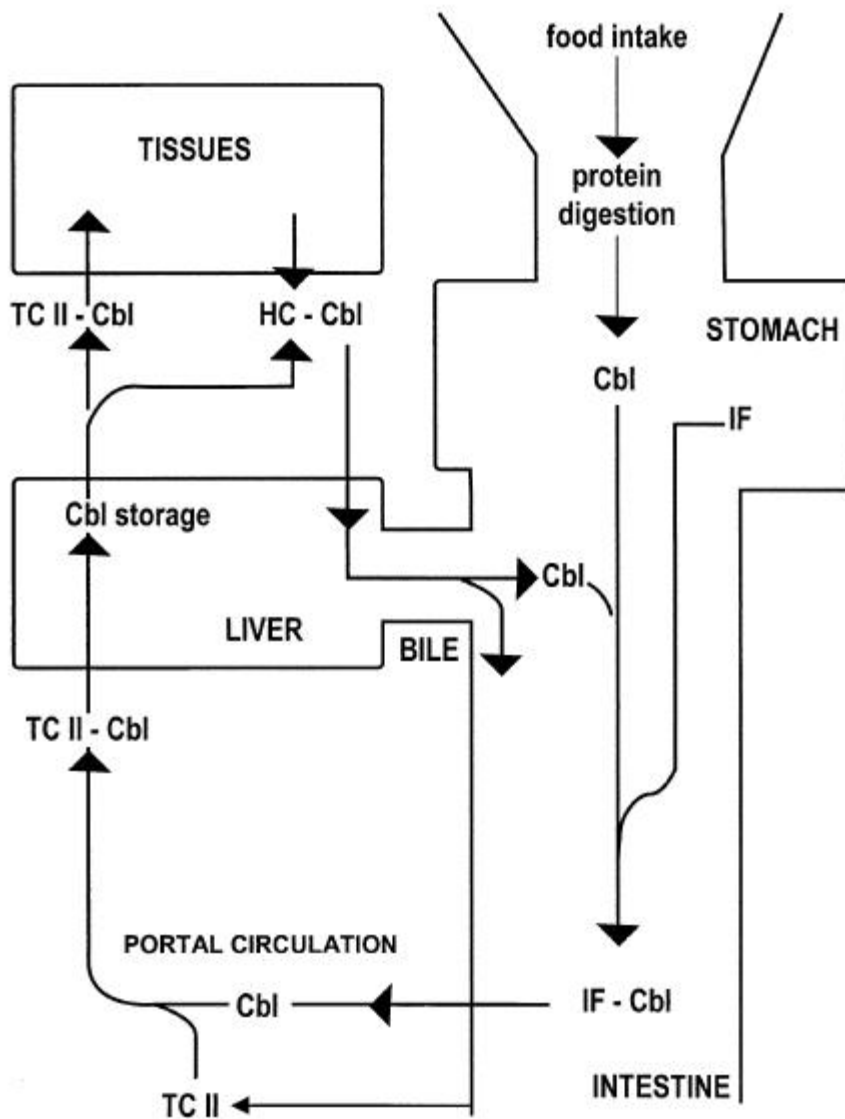 food intake
protein
digestion
TISSUES
TC II - Cbl
HC - Cbl
STOMACH
Cbl
IF
Cbl storage
Cbl
LIVER
BILE
TC II - Cbl
PORTAL CIRCULATION
Cbl
IF - Cbl
TC II
INTESTINE